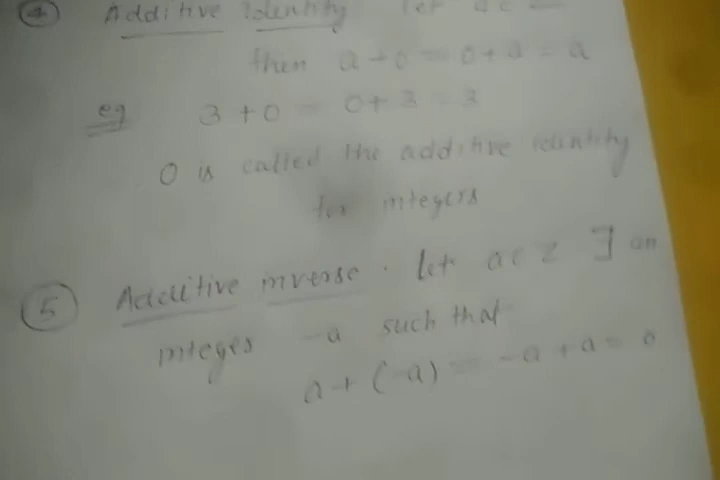 ④ Additive Identity let a ∈
then a + 0 = 0 + a = a
eg 3 + 0 = 0 + 3 = 3
0 is called the additive identity
for integers
⑤ Additive inverse . Let a ∈ Z ∃ an
integer -a such that
a + (-a) = -a + a = 0